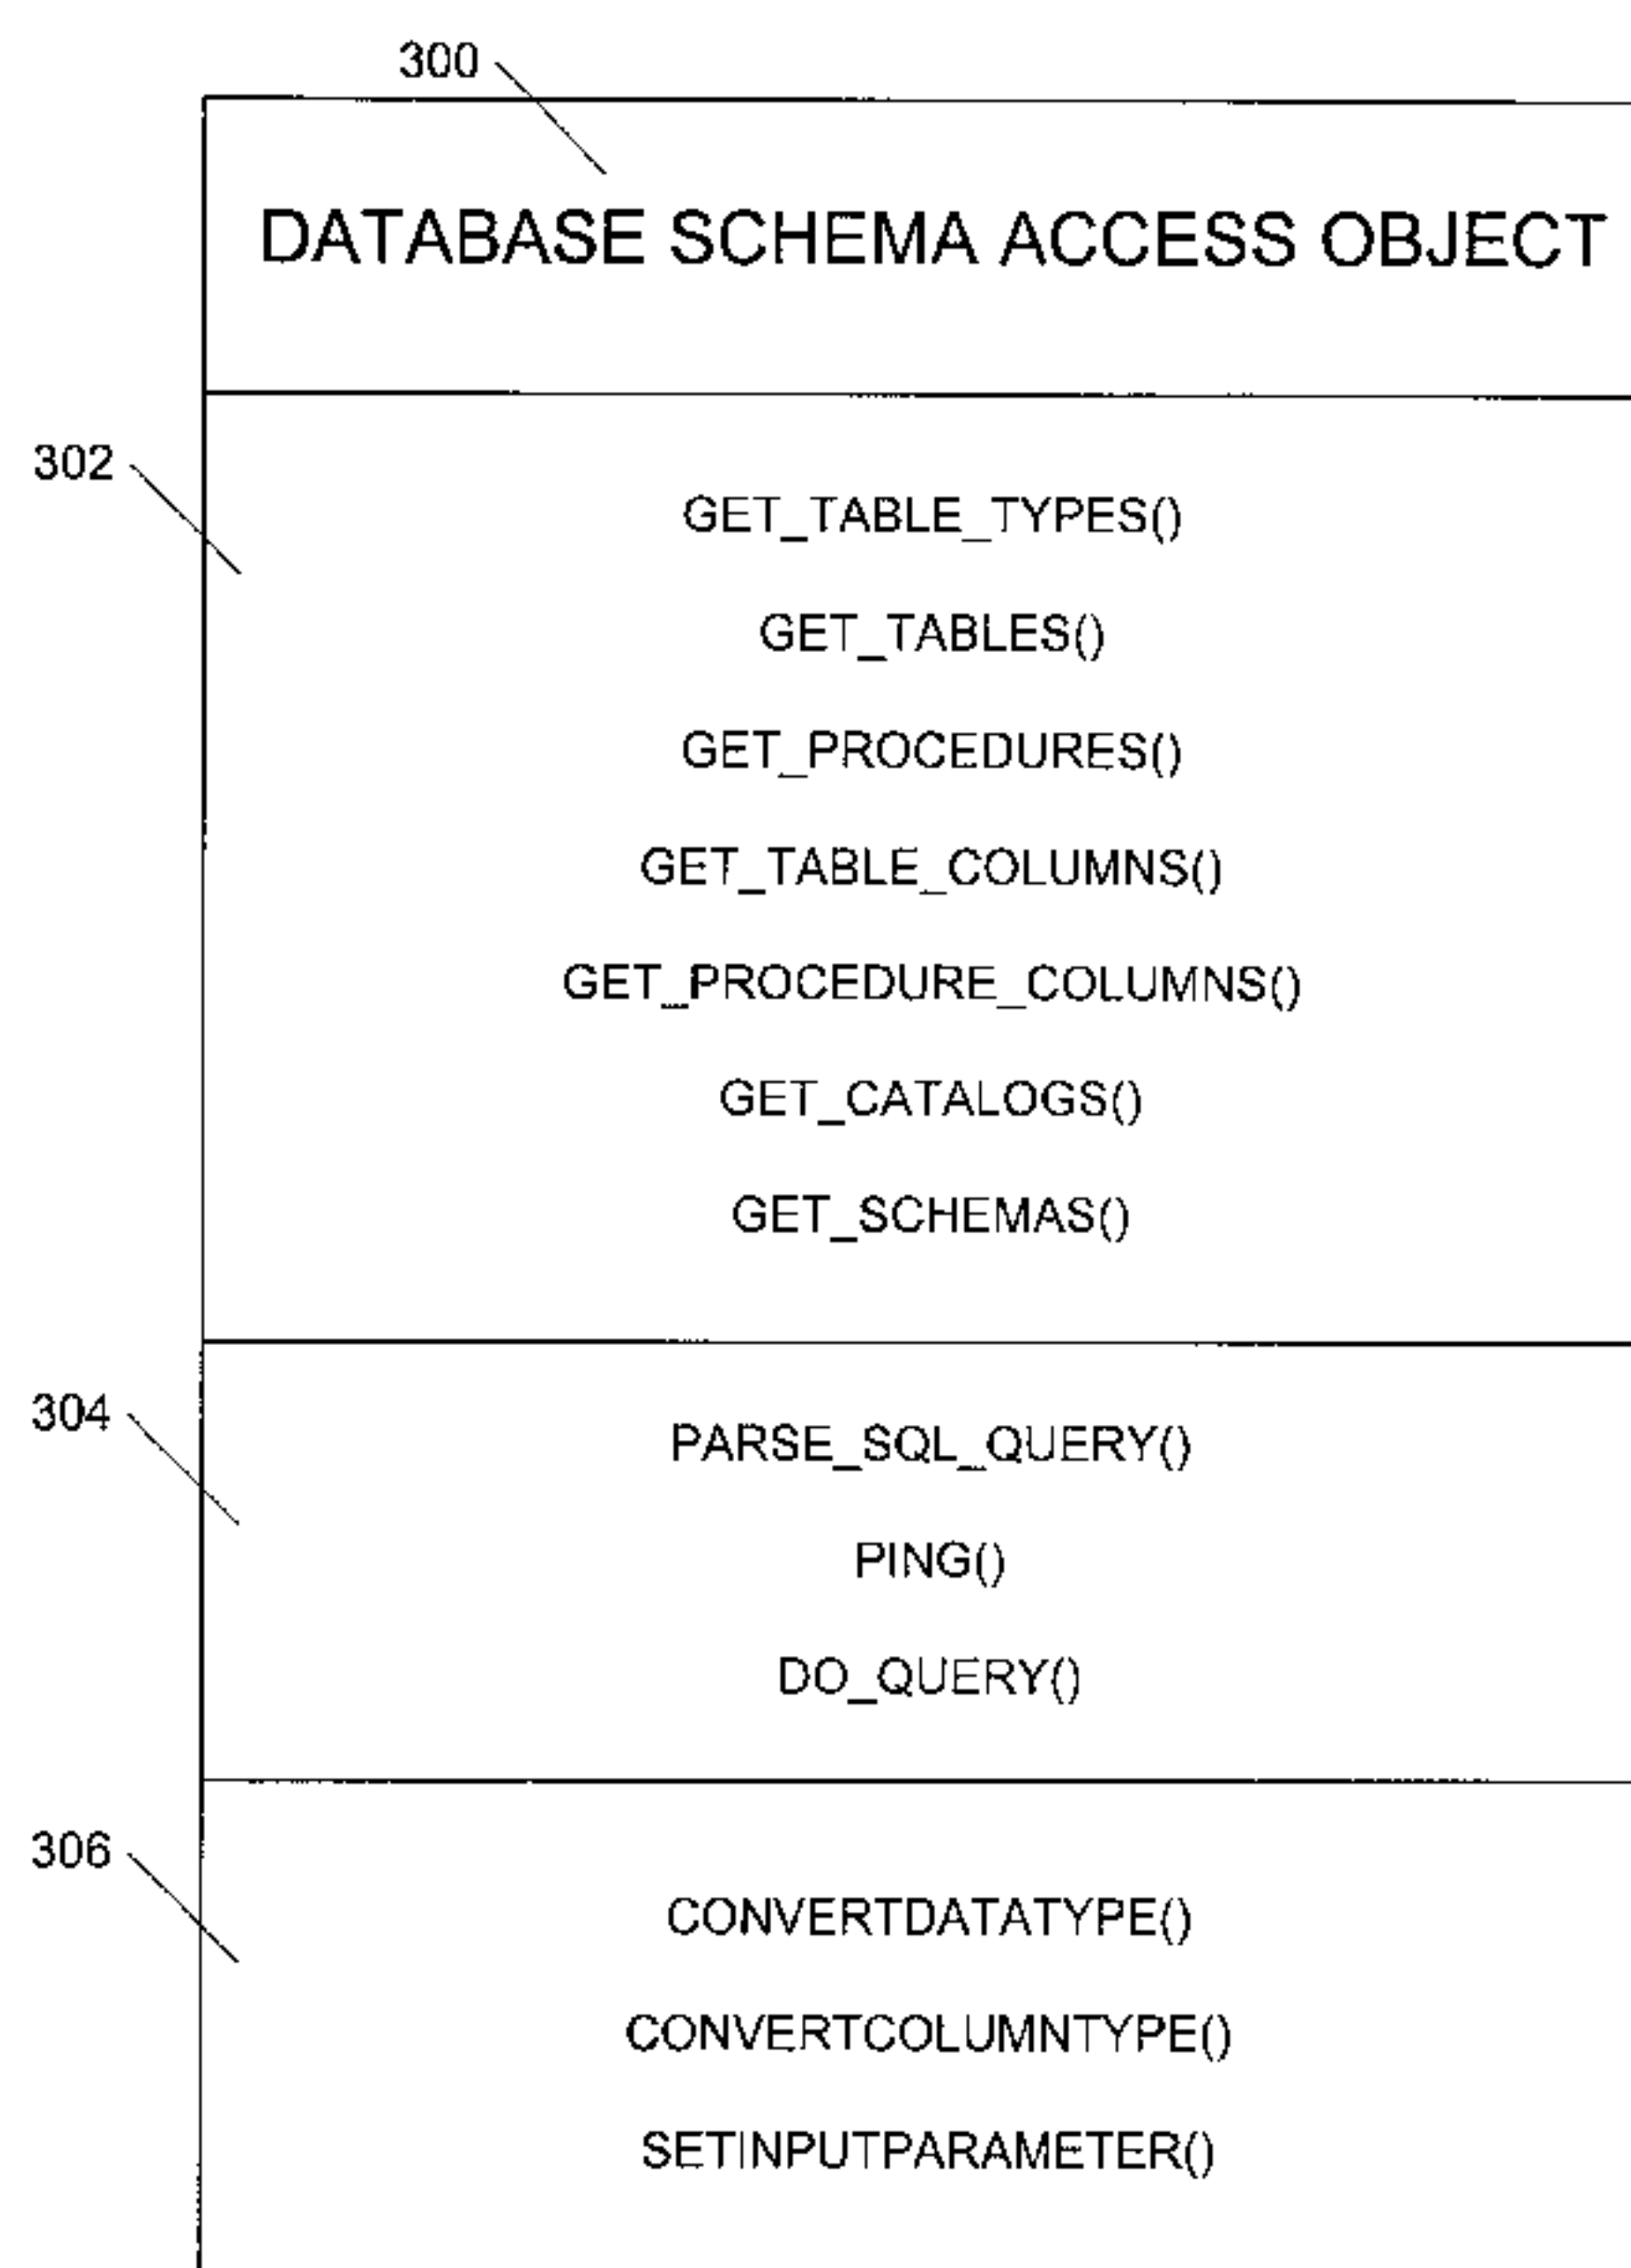 300
DATABASE SCHEMA ACCESS OBJECT
302
GET_TABLE_TYPES()
GET_TABLES()
GET_PROCEDURES()
GET_TABLE_COLUMNS()
GET_PROCEDURE_COLUMNS()
GET_CATALOGS()
GET_SCHEMAS()
304
PARSE_SQL_QUERY()
PING()
DO_QUERY()
306
CONVERTDATATYPE()
CONVERTCOLUMNTYPE()
SETINPUTPARAMETER()